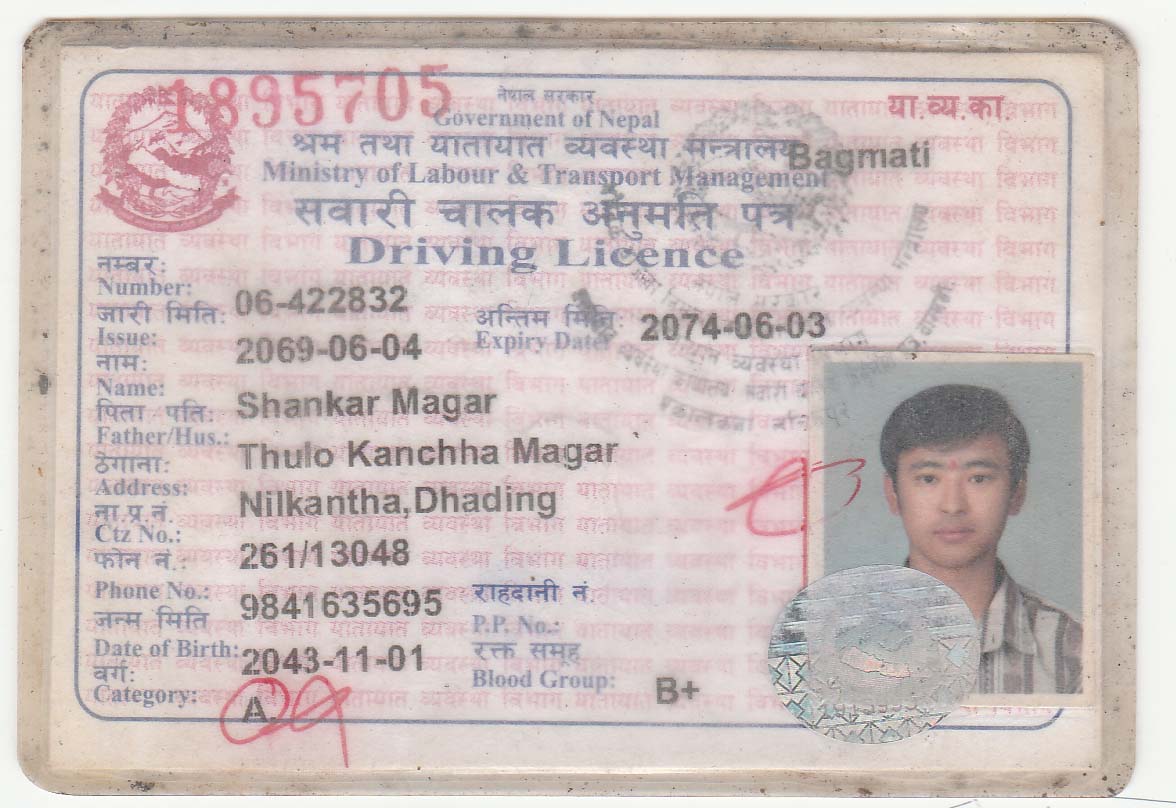 1895705
नेपाल सरकार
या.व्य.का.
Government of Nepal
श्रम तथा यातायात व्यवस्था मन्त्रालय
Bagmati
Ministry of Labour & Transport Management
सवारी चालक अनुमति पत्र
Driving Licence
नम्बर:
Number: 06-422832
जारी मिति: अन्तिम मिति: 2074-06-03
Issue: 2069-06-04 Expiry Date
नाम:
Name: Shankar Magar
पिता पति:
Father/Hus.: Thulo Kanchha Magar
ठेगाना:
Address: Nilkantha,Dhading
ना.प्र.नं.
Ctz No.: 261/13048
फोन नं.: राहदानी नं.
Phone No.: 9841635695 P.P. No.:
जन्म मिति रक्त समूह
Date of Birth: 2043-11-01 Blood Group: B+
वर्ग:
Category: A.